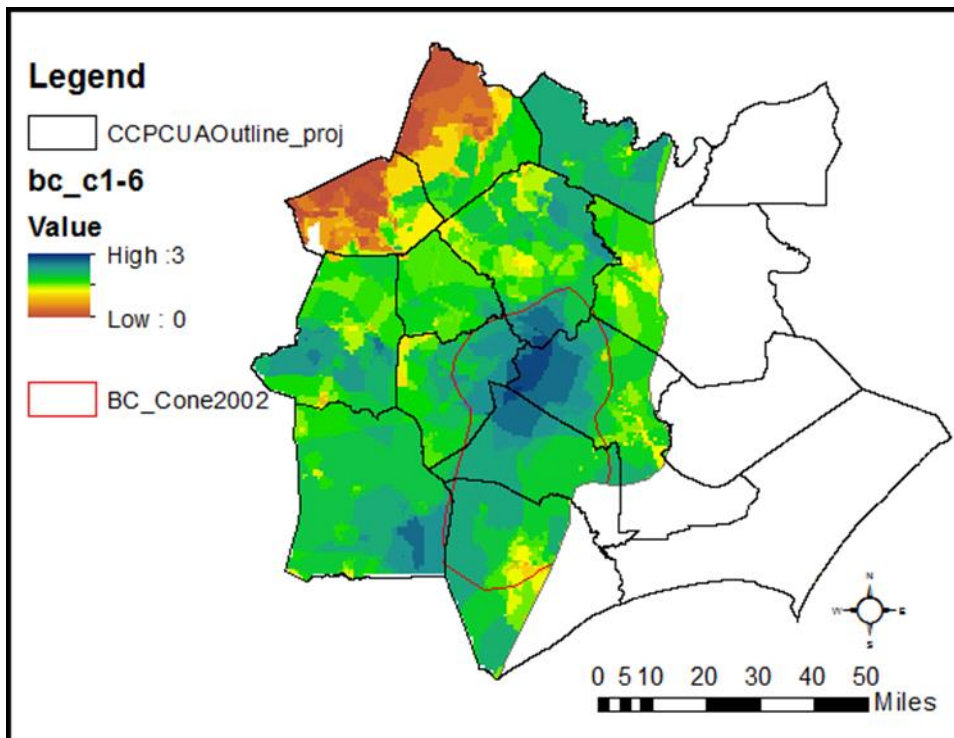 Legend
CCPCUAOutline_proj
bc_c1-6
Value
High :3
Low : 0
BC_Cone2002
N
W E
S
0 5 10 20 30 40 50
Miles